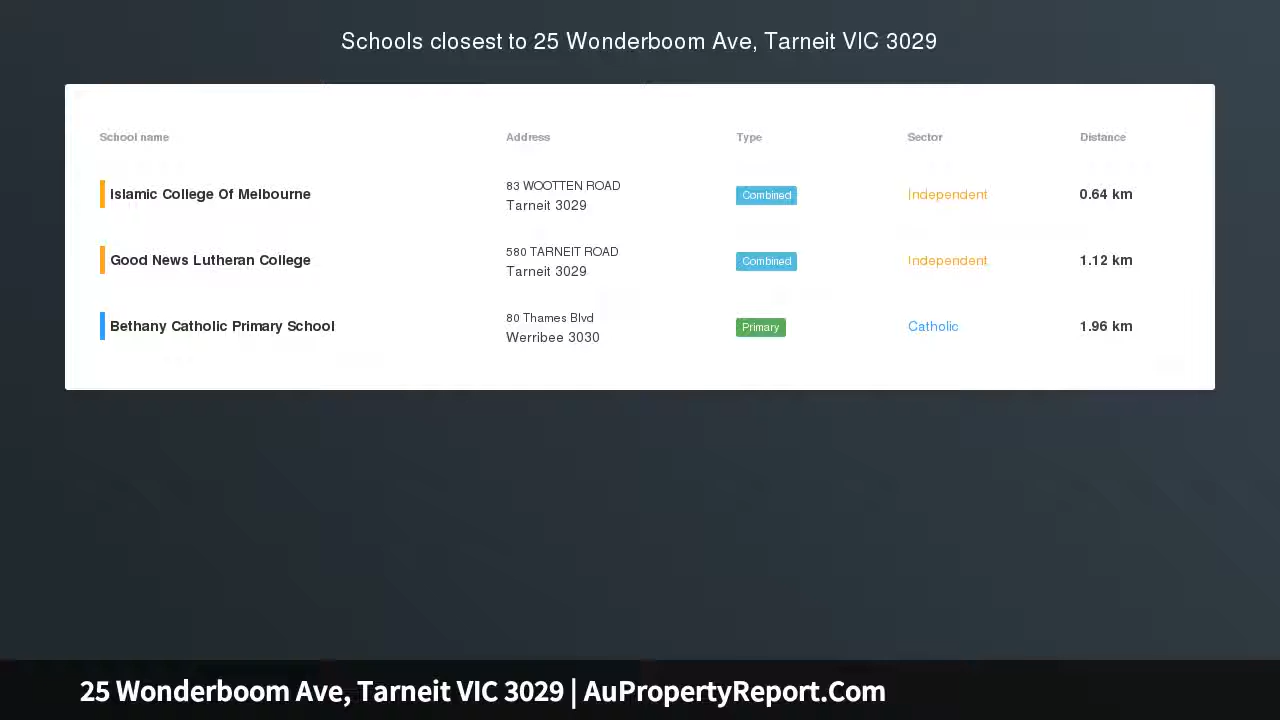 Schools closest to 25 Wonderboom Ave, Tarneit VIC 3029
School name Address Type Sector Distance
Islamic College Of Melbourne 83 WOOTTEN ROAD Combined Independent 0.64 km
Tarneit 3029
Good News Lutheran College 580 TARNEIT ROAD Combined Independent 1.12 km
Tarneit 3029
Bethany Catholic Primary School 80 Thames Blvd Primary Catholic 1.96 km
Werribee 3030
25 Wonderboom Ave, Tarneit VIC 3029 | AuPropertyReport.Com